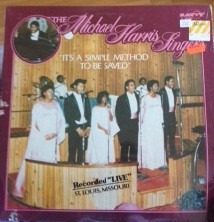 THE
Michael
Harris
Singers
"IT'S A SIMPLE METHOD
TO BE SAVED"
Recorded "LIVE"
ST. LOUIS, MISSOURI